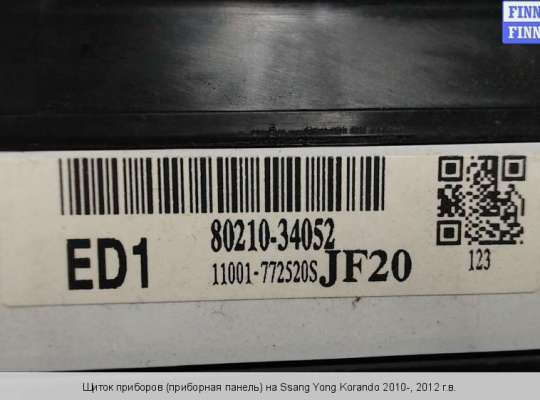 FINN
FINN
ED1
80210-34052
11001-772520S JF20
123
Щиток приборов (приборная панель) на Ssang Yong Korando 2010-, 2012 г.в.